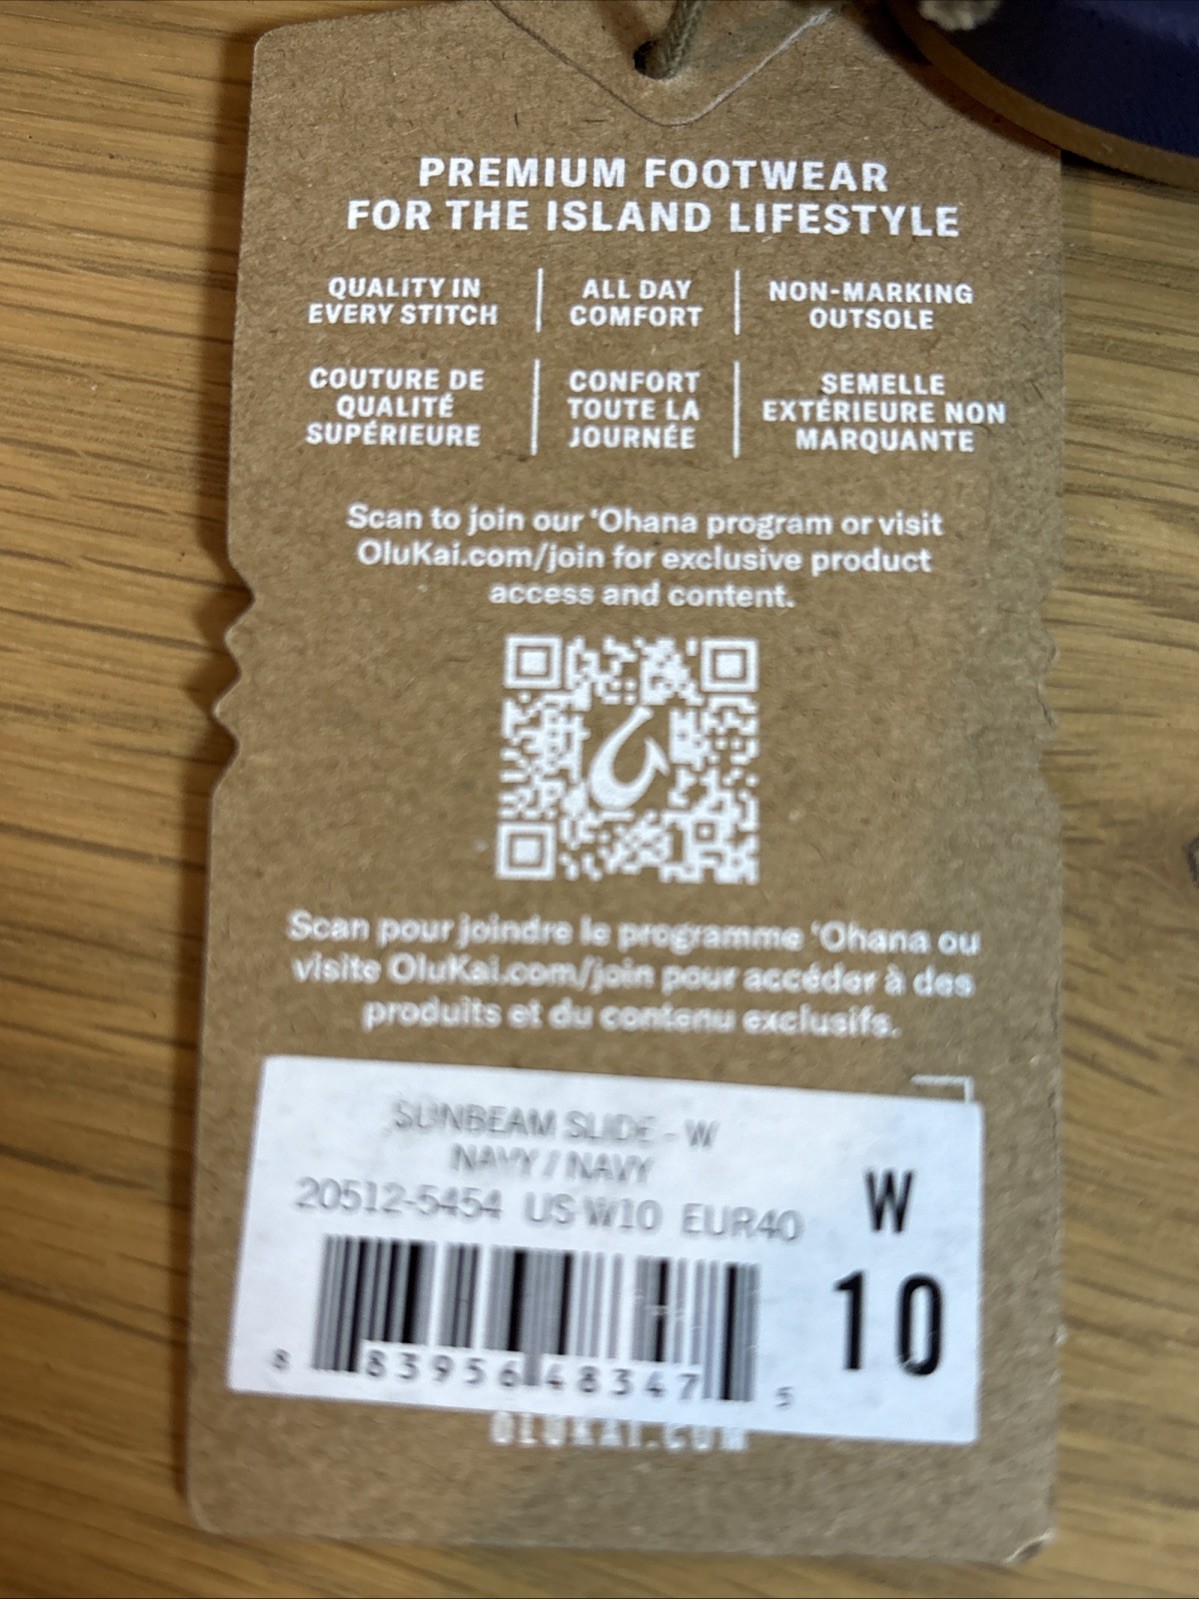 PREMIUM FOOTWEAR
FOR THE ISLAND LIFESTYLE
QUALITY IN
EVERY STITCH
ALL DAY
COMFORT
NON-MARKING
OUTSOLE
COUTURE DE
QUALITÉ
SUPÉRIEURE
CONFORT
TOUTE LA
JOURNÉE
SEMELLE
EXTÉRIEURE NON
MARQUANTE
Scan to join our ‘Ohana program or visit
OluKai.com/join for exclusive product
access and content.
Scan pour joindre le programme ‘Ohana ou
visite OluKai.com/join pour accéder à des
produits et du contenu exclusifs.
SUNBEAM SLIDE - W
NAVY / NAVY
20512-5454 US W10 EUR40
W
10
8 83956 48347 5
OLUKAI.COM